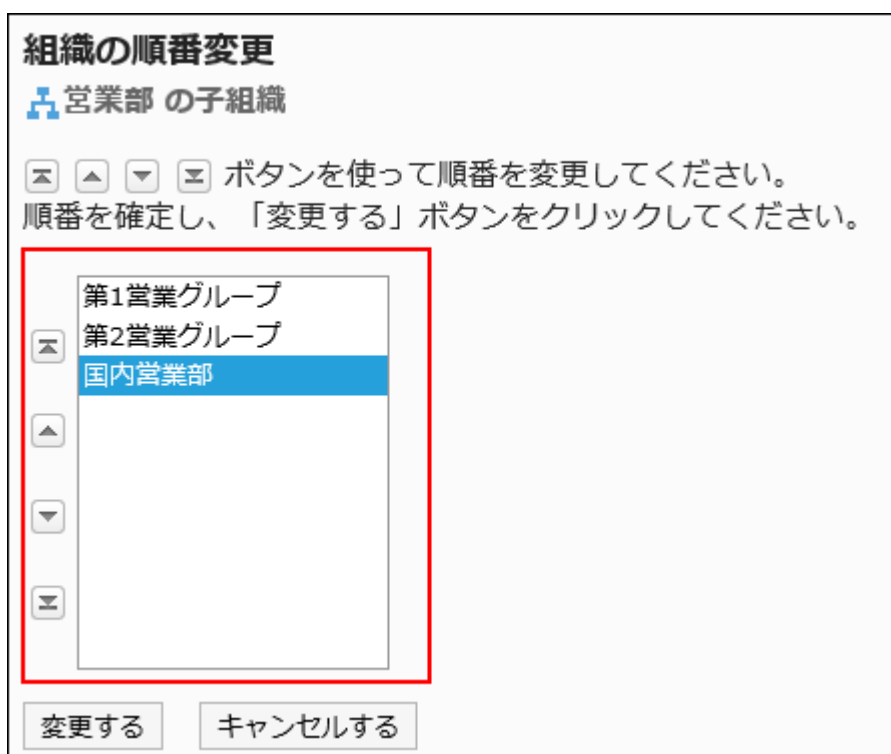 組織の順番変更
営業部 の子組織
ボタンを使って順番を変更してください。
順番を確定し、「変更する」ボタンをクリックしてください。
第1営業グループ
第2営業グループ
国内営業部
変更する
キャンセルする